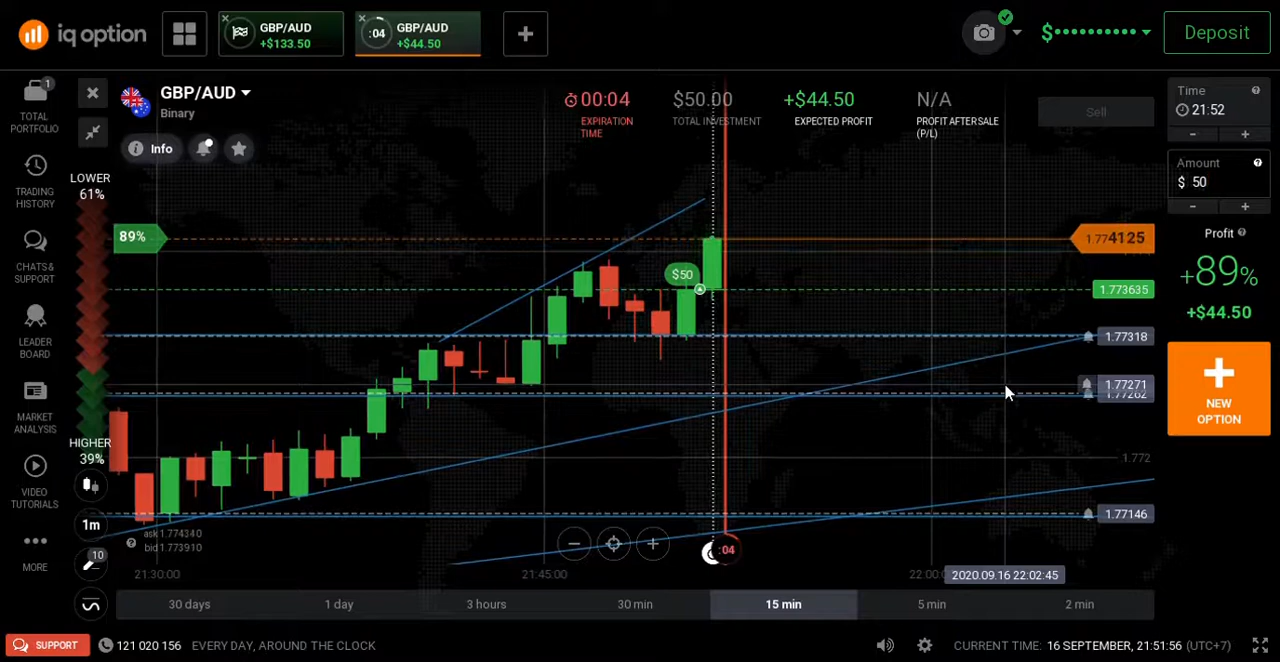 iq option
GBP/AUD
+$133.50
:04
GBP/AUD
+$44.50
$••••••••••
Deposit
1
TOTAL
PORTFOLIO
TRADING
HISTORY
CHATS &
SUPPORT
LEADER
BOARD
MARKET
ANALYSIS
VIDEO
TUTORIALS
MORE
GBP/AUD
Binary
Info
00:04
EXPIRATION
TIME
$50.00
TOTAL INVESTMENT
+$44.50
EXPECTED PROFIT
N/A
PROFIT AFTER SALE
(P/L)
Sell
LOWER
61%
89%
HIGHER
39%
1m
10
$50
1.774125
1.773635
1.77318
1.77271
1.77262
1.772
1.77146
ask 1.774340
bid 1.773910
:04
21:30:00
21:45:00
22:00:
2020.09.16 22:02:45
30 days
1 day
3 hours
30 min
15 min
5 min
2 min
Time
21:52
Amount
$ 50
Profit
+89%
+$44.50
NEW
OPTION
SUPPORT
121 020 156
EVERY DAY, AROUND THE CLOCK
CURRENT TIME: 16 SEPTEMBER, 21:51:56 (UTC+7)